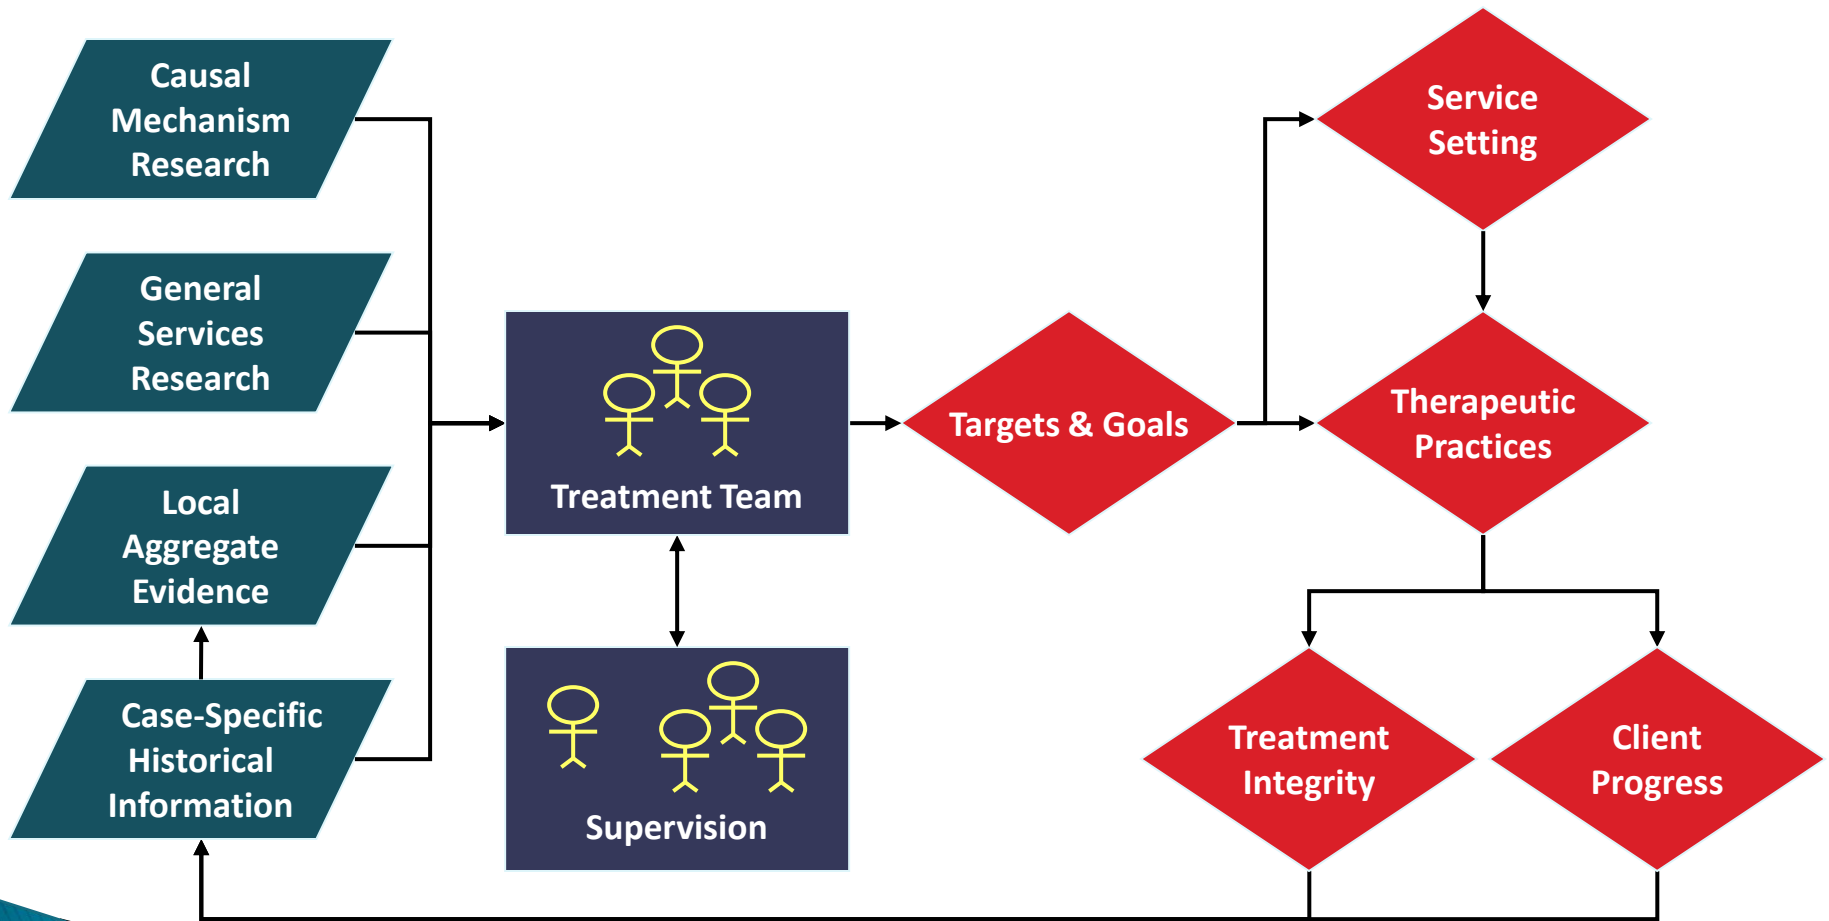 Causal
Mechanism
Research
General
Services
Research
Local
Aggregate
Evidence
Case-Specific
Historical
Information
Treatment Team
Supervision
Targets & Goals
Service
Setting
Therapeutic
Practices
Treatment
Integrity
Client
Progress